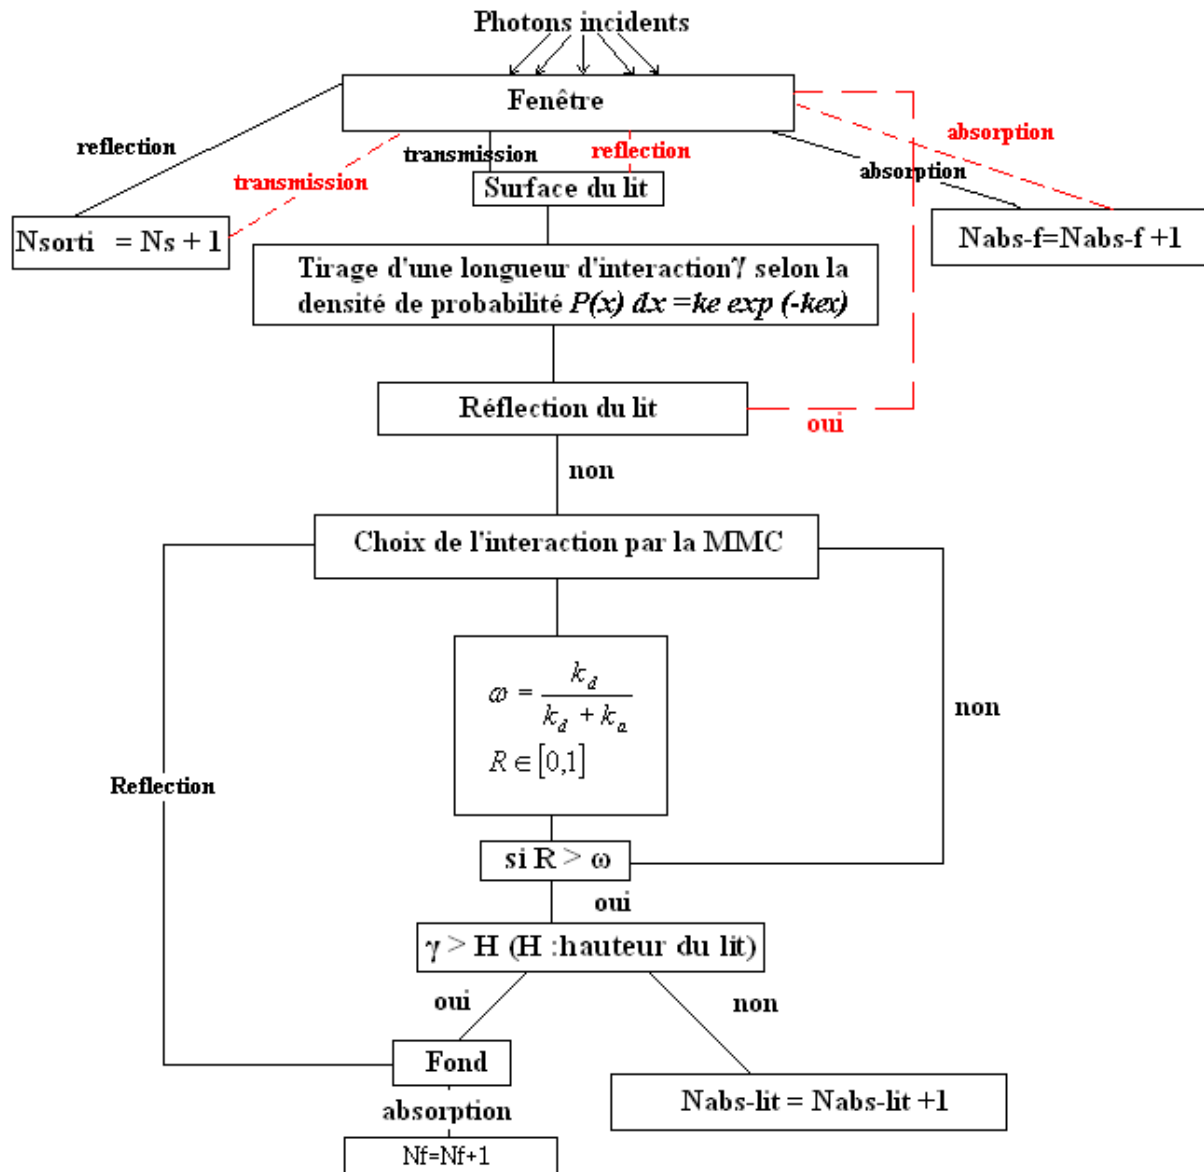 Photons incidents
Fenêtre
reflection
transmission
transmission
reflection
absorption
absorption
Surface du lit
Nsorti = Ns + 1
Nabs-f=Nabs-f +1
Tirage d'une longueur d'interactionγ selon la
densité de probabilité P(x) dx =ke exp (-kex)
Réflection du lit
oui
non
Choix de l'interaction par la MMC
ω = k_d / (k_d + k_a)
R ∈ [0,1]
non
Reflection
si R > ω
oui
γ > H (H :hauteur du lit)
oui
non
Fond
absorption
Nabs-lit = Nabs-lit +1
Nf=Nf+1